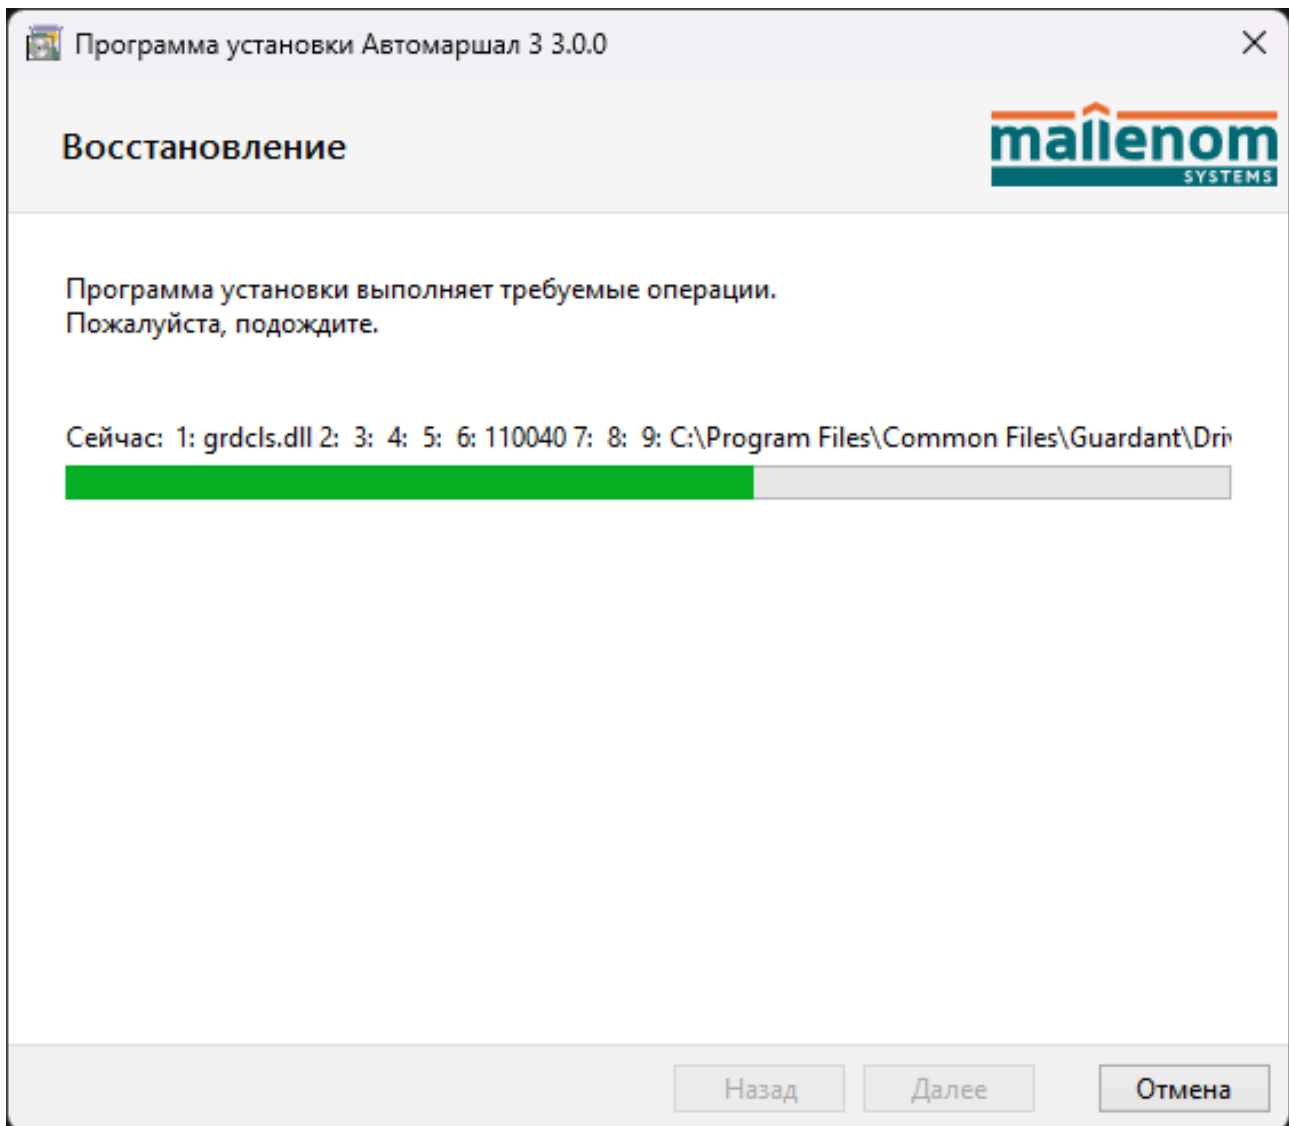 Программа установки Автомаршал 3 3.0.0
Восстановление
mallenom
SYSTEMS
Программа установки выполняет требуемые операции.
Пожалуйста, подождите.
Сейчас: 1: grdcls.dll 2: 3: 4: 5: 6: 110040 7: 8: 9: C:\Program Files\Common Files\Guardant\Dri
Назад
Далее
Отмена